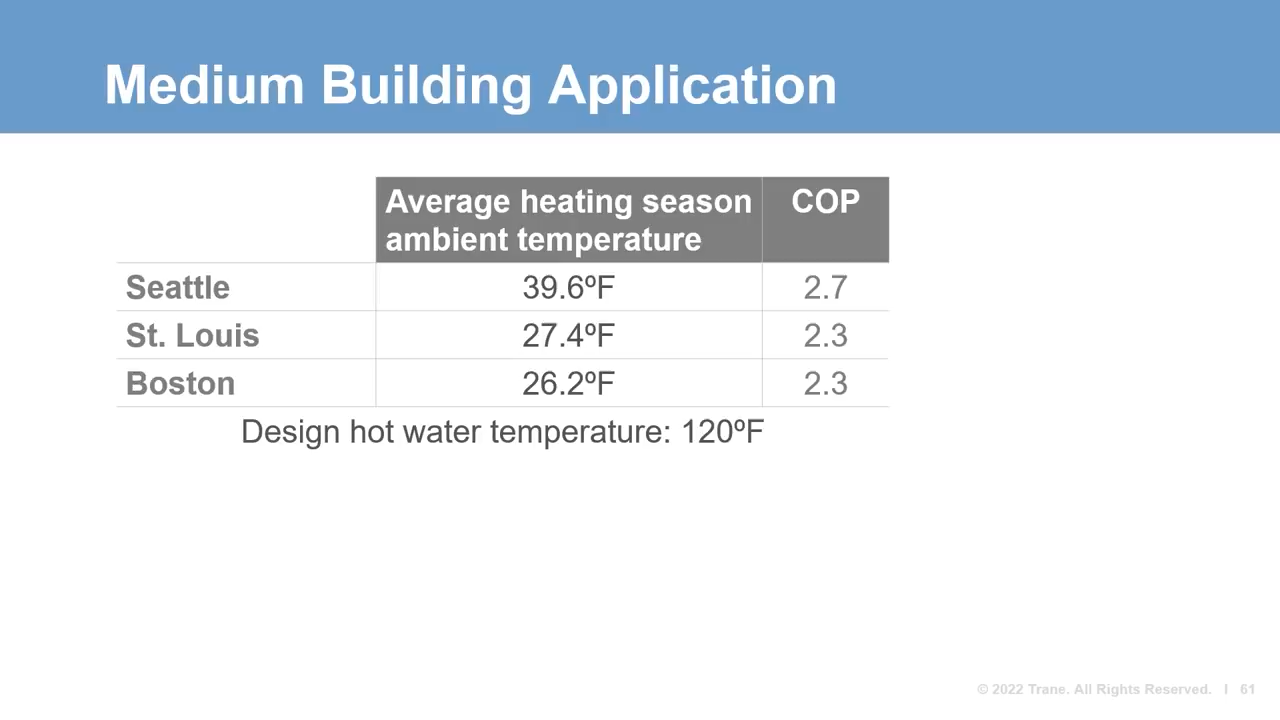 Medium Building Application
Average heating season COP
ambient temperature
Seattle 39.6ºF 2.7
St. Louis 27.4ºF 2.3
Boston 26.2ºF 2.3
Design hot water temperature: 120ºF
© 2022 Trane. All Rights Reserved. I 61